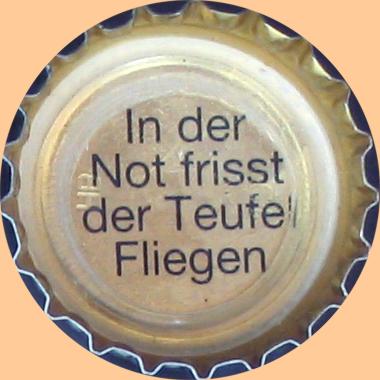 In der
Not frisst
der Teufel
Fliegen